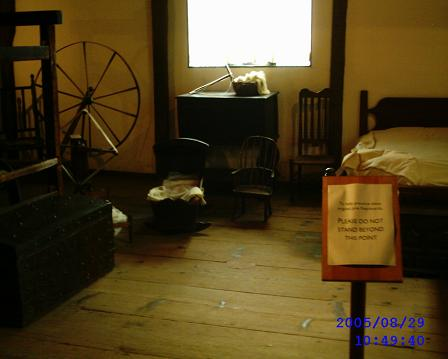 PLEASE DO NOT
STAND BEYOND
THIS POINT
2005/08/29
10:49:40